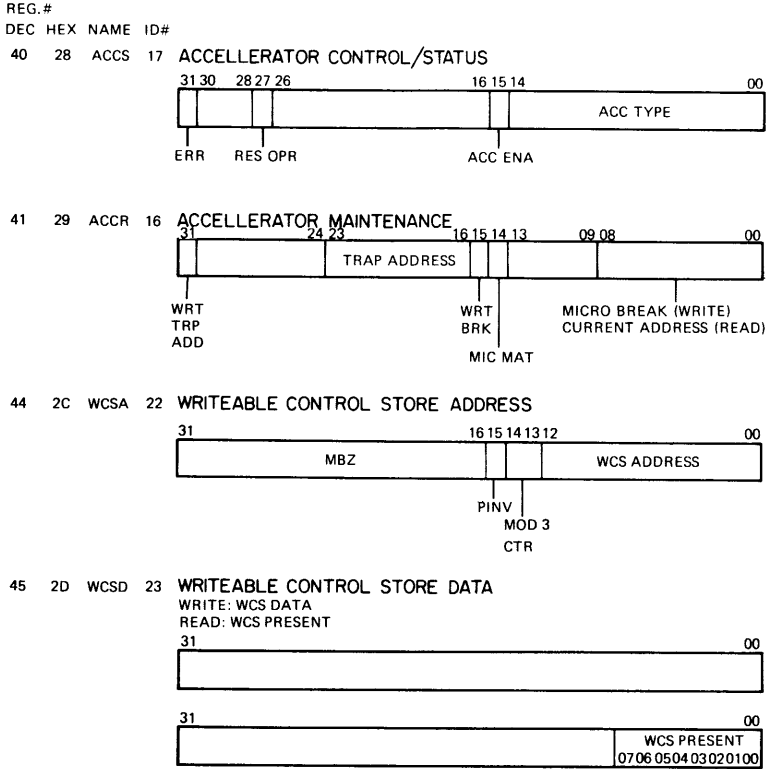 REG.#
DEC HEX NAME ID#
40 28 ACCS 17 ACCELLERATOR CONTROL/STATUS
31 30 28 27 26 16 15 14 00
ACC TYPE
ERR RES OPR ACC ENA
41 29 ACCR 16 ACCELLERATOR MAINTENANCE
31 24 23 16 15 14 13 09 08 00
TRAP ADDRESS
WRT WRT MICRO BREAK (WRITE)
TRP BRK CURRENT ADDRESS (READ)
ADD
MIC MAT
44 2C WCSA 22 WRITEABLE CONTROL STORE ADDRESS
31 16 15 14 13 12 00
MBZ WCS ADDRESS
PINV
MOD 3
CTR
45 2D WCSD 23 WRITEABLE CONTROL STORE DATA
WRITE: WCS DATA
READ: WCS PRESENT
31 00
31 00
WCS PRESENT
07 06 05 04 03 02 01 00